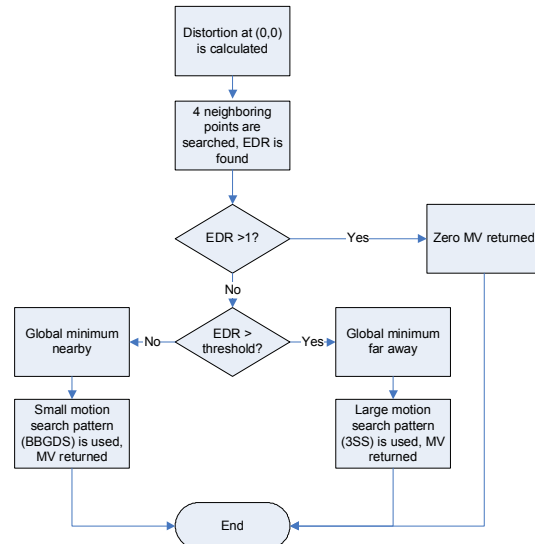 Distortion at (0,0)
is calculated
4 neighboring
points are
searched, EDR is
found
EDR >1?
Yes
Zero MV returned
No
Global minimum
nearby
No
EDR >
threshold?
Yes
Global minimum
far away
Small motion
search pattern
(BBGDS) is used,
MV returned
Large motion
search pattern
(3SS) is used, MV
returned
End